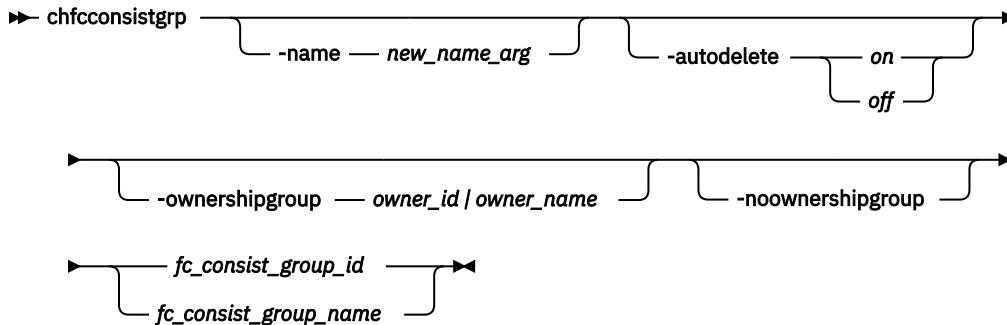 chfcconsistgrp
-name new_name_arg
-autodelete on
off
-ownershipgroup owner_id / owner_name
-noownershipgroup
fc_consist_group_id
fc_consist_group_name